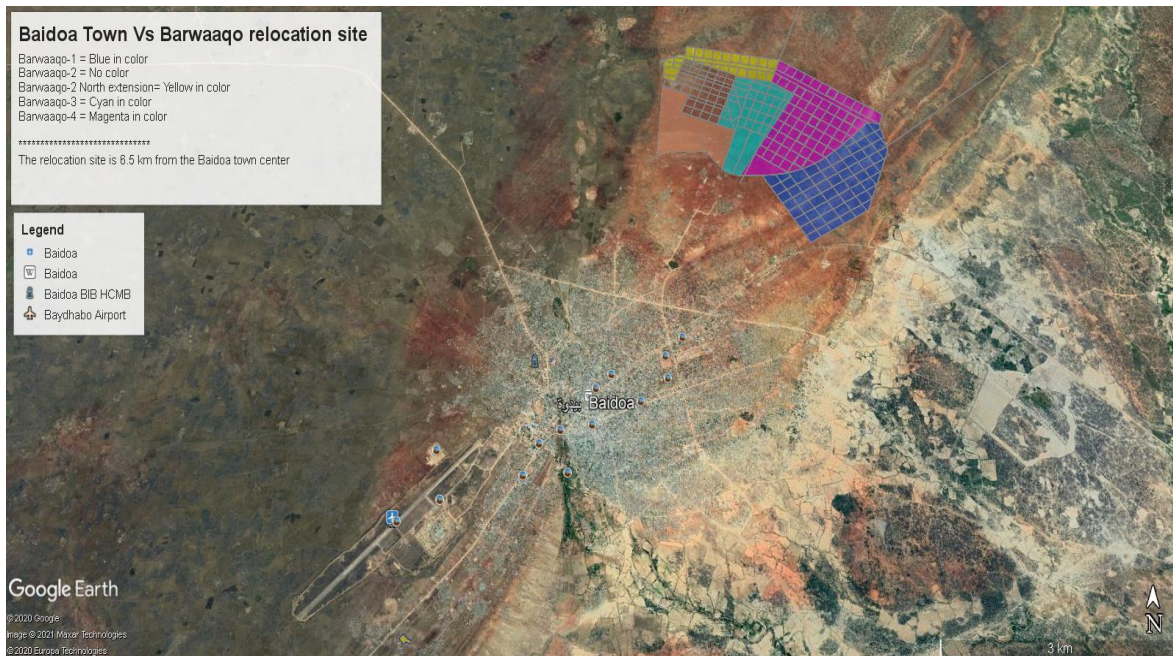 Baidoa Town Vs Barwaaqo relocation site
Barwaaqo-1 = Blue in color
Barwaaqo-2 = No color
Barwaaqo-2 North extension= Yellow in color
Barwaaqo-3 = Cyan in color
Barwaaqo-4 = Magenta in color
******************************
The relocation site is 6.5 km from the Baidoa town center
Legend
Baidoa
W Baidoa
Baidoa BIB HCMB
Baydhabo Airport
بيدوة Baidoa
Google Earth
©2020 Google
Image © 2021 Maxar Technologies
©2020 Europa Technologies
N
3 km